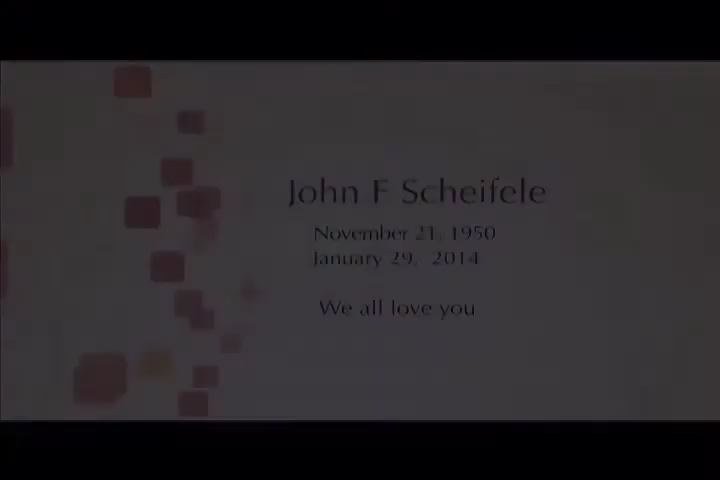 John F Scheifele
November 21, 1950
January 29, 2014
We all love you